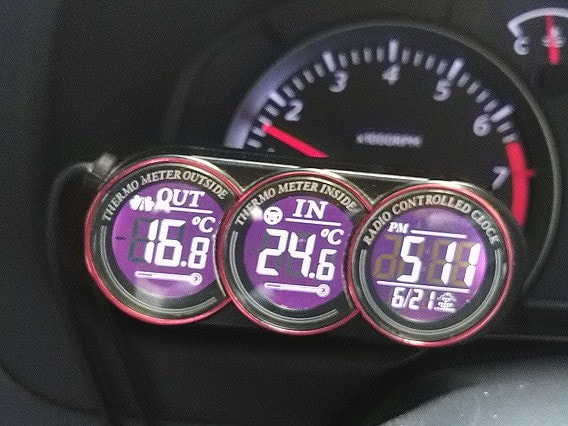 C
2
3
4
5
6
7
x1000RPM
THERMO METER OUTSIDE
OUT
16.8 °C
THERMO METER INSIDE
IN
24.6 °C
RADIO CONTROLLED CLOCK
PM
5 11
6/21